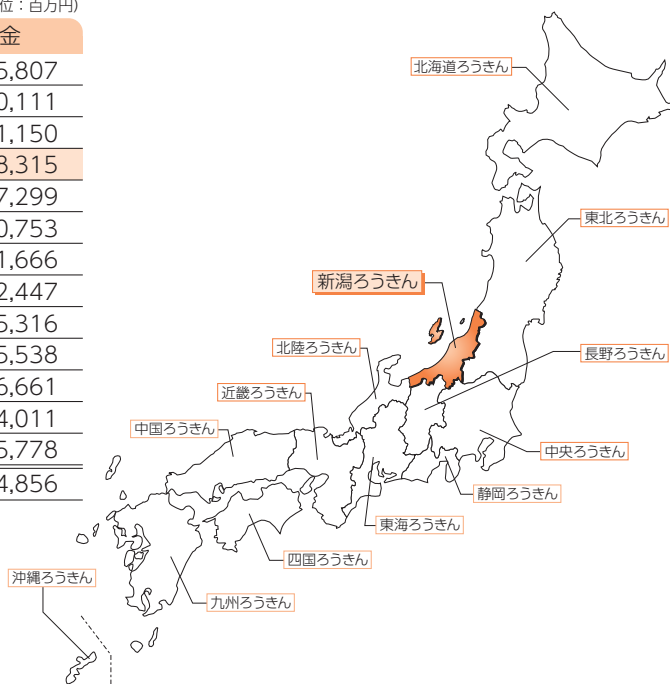 位：百万円)
金
5,807
0,111
1,150
8,315
7,299
0,753
1,666
2,447
5,316
5,538
6,661
4,011
5,778
4,856
北海道ろうきん
東北ろうきん
新潟ろうきん
北陸ろうきん
長野ろうきん
近畿ろうきん
中国ろうきん
中央ろうきん
静岡ろうきん
東海ろうきん
四国ろうきん
沖縄ろうきん
九州ろうきん